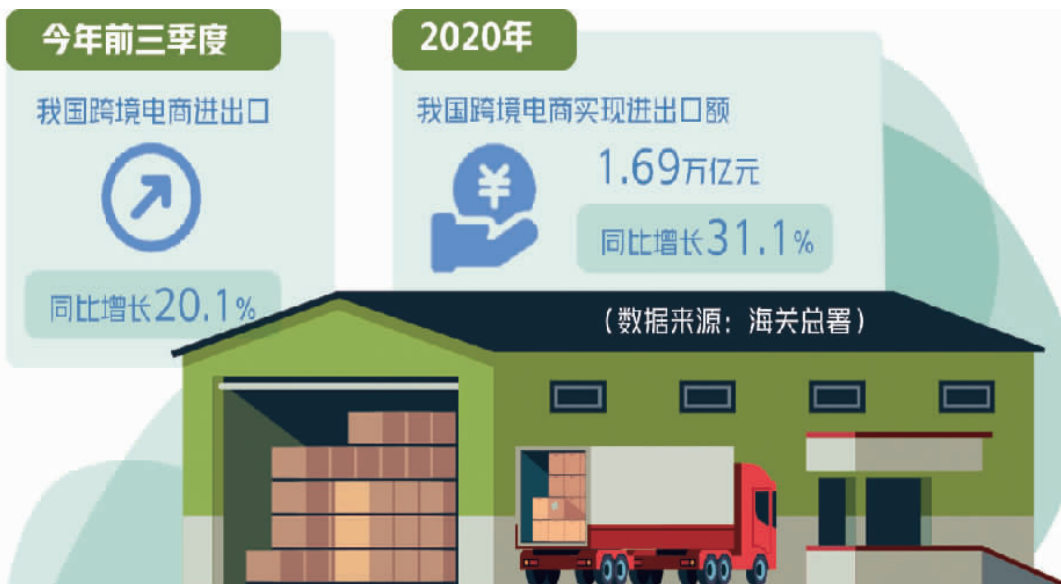 今年前三季度
我国跨境电商进出口
同比增长20.1%
2020年
我国跨境电商实现进出口额
¥
1.69万亿元
同比增长31.1%
（数据来源：海关总署）